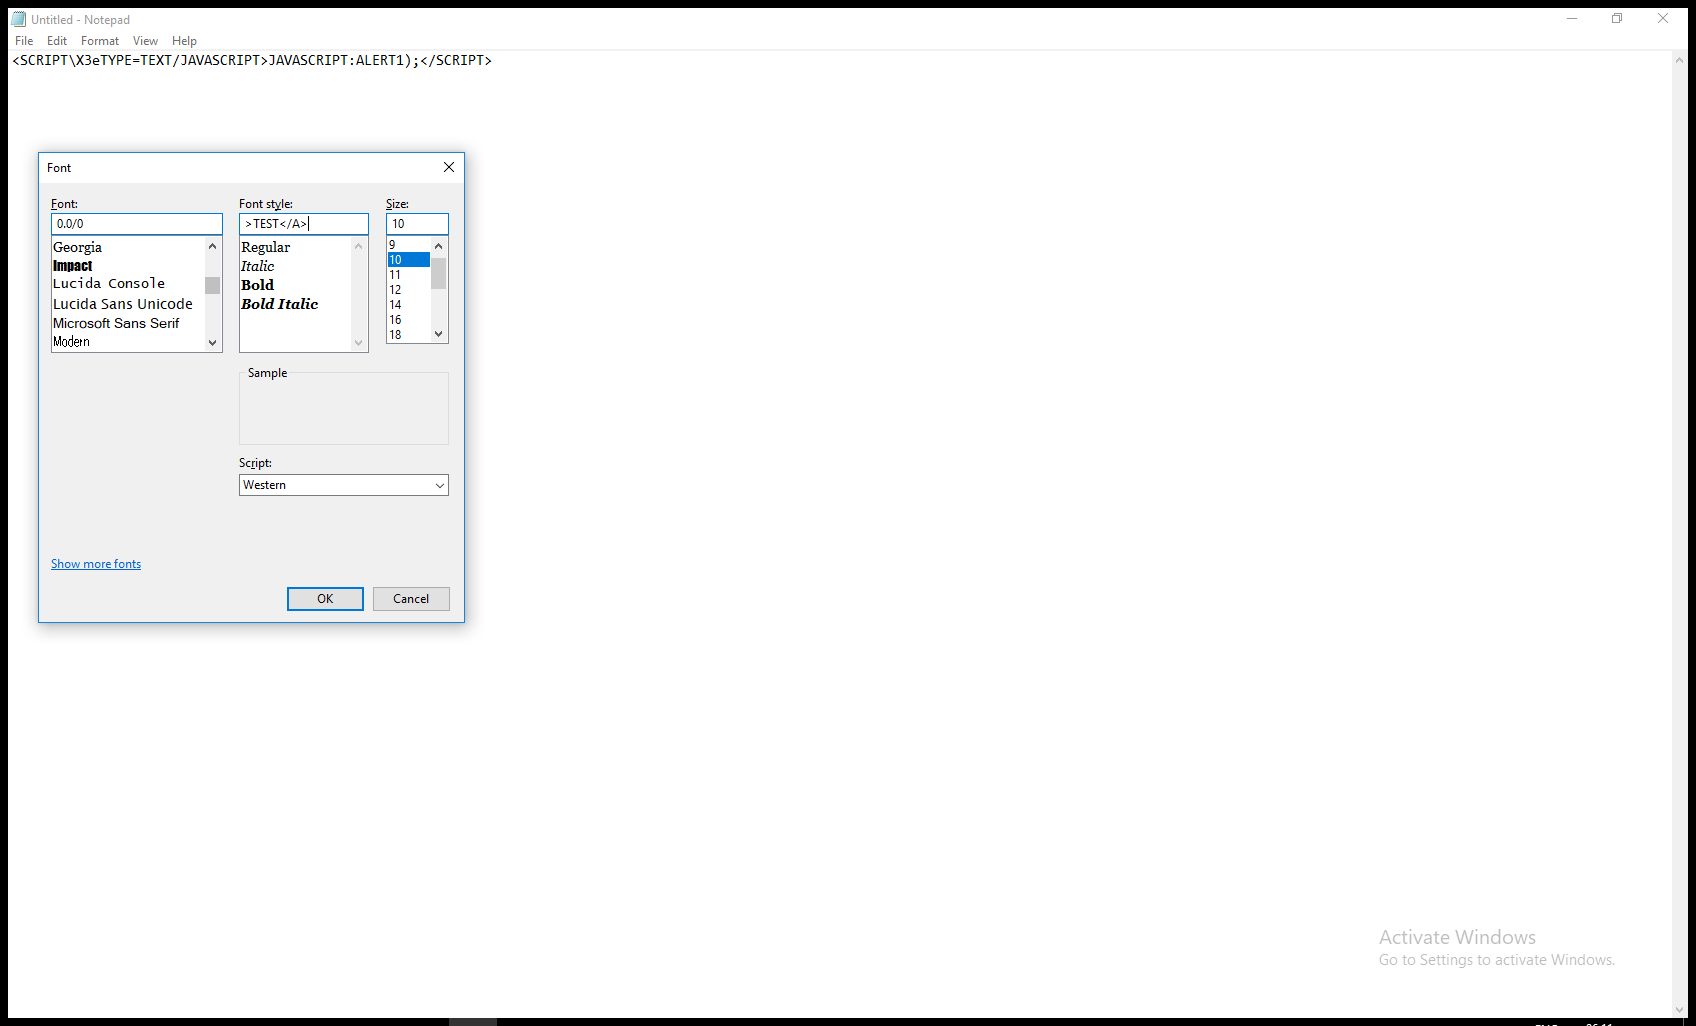 Untitled - Notepad
File Edit Format View Help
<SCRIPT\X3eTYPE=TEXT/JAVASCRIPT>JAVASCRIPT:ALERT1);</SCRIPT>
Font
Font: Font style: Size:
0.0/0 >TEST</A> 10
Georgia
Impact
Lucida Console
Lucida Sans Unicode
Microsoft Sans Serif
Modern
Regular
Italic
Bold
Bold Italic
9
10
11
12
14
16
18
Sample
Script:
Western
Show more fonts
OK Cancel
Activate Windows
Go to Settings to activate Windows.